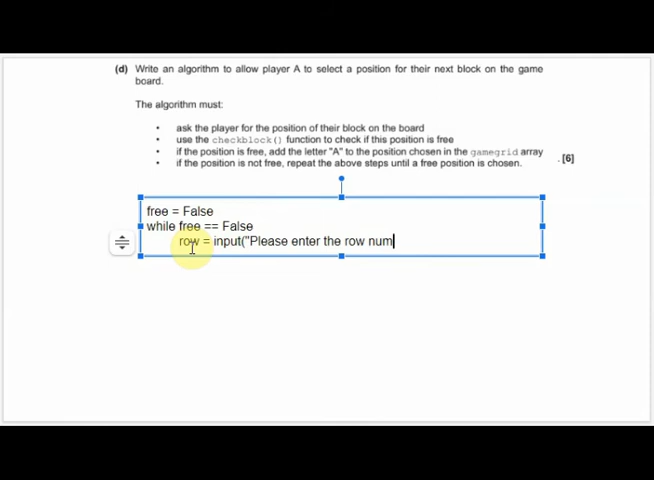 (d) Write an algorithm to allow player A to select a position for their next block on the game
board.
The algorithm must:
• ask the player for the position of their block on the board
• use the checkblock() function to check if this position is free
• if the position is free, add the letter "A" to the position chosen in the gamegrid array
• if the position is not free, repeat the above steps until a free position is chosen. . [6]
free = False
while free == False
row = input("Please enter the row num